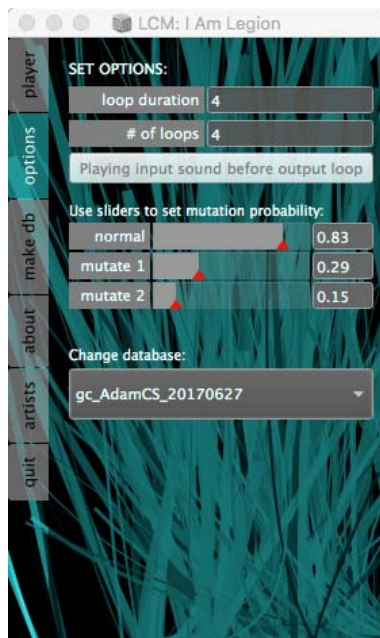 LCM: I Am Legion
player
options
make db
about
artists
quit
SET OPTIONS:
loop duration 4
# of loops 4
Playing input sound before output loop
Use sliders to set mutation probability:
normal 0.83
mutate 1 0.29
mutate 2 0.15
Change database:
gc_AdamCS_20170627